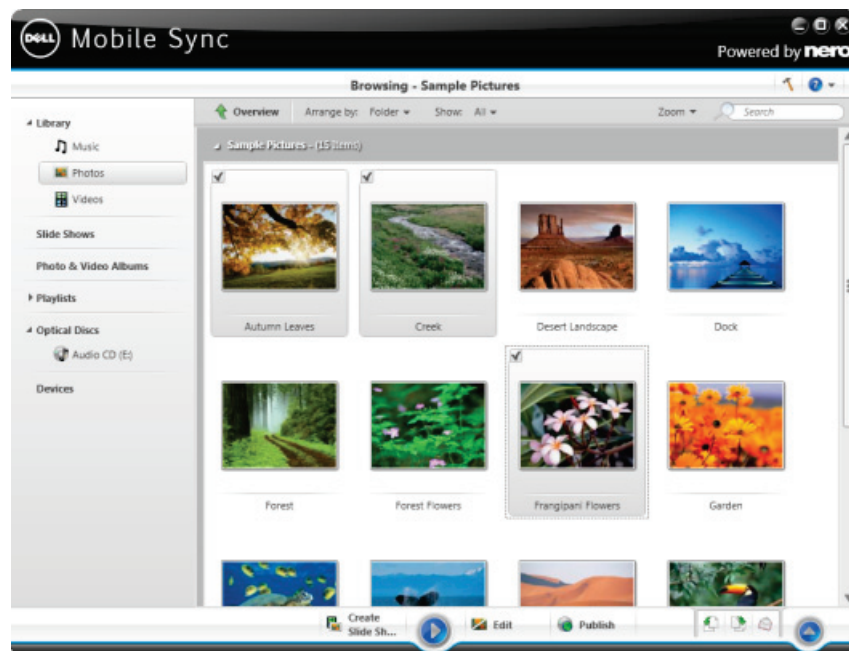 DELL Mobile Sync
Powered by nero
Browsing - Sample Pictures
Overview Arrange by: Folder Show: All Zoom Search
Library
Music
Photos
Videos
Slide Shows
Photo & Video Albums
Playlists
Optical Discs
Audio CD (E:)
Devices
Sample Pictures - (15 Items)
Autumn Leaves Creek Desert Landscape Dock
Forest Forest Flowers Frangipani Flowers Garden
Create
Slide Sh... Edit Publish